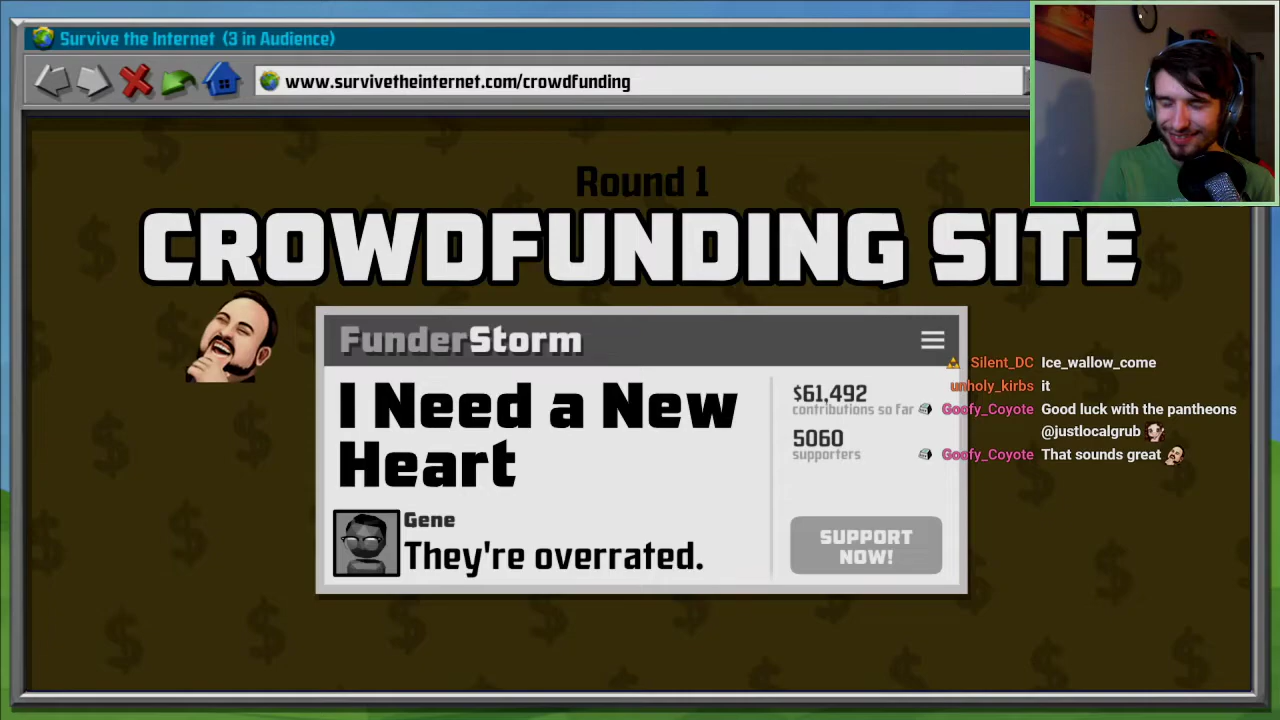 Survive the Internet (3 in Audience)
www.survivetheinternet.com/crowdfunding
Round 1
CROWDFUNDING SITE
FunderStorm
I Need a New
Heart
Gene
They're overrated.
$61,492
contributions so far
5060
supporters
SUPPORT
NOW!
Silent_DC Ice_wallow_come
unholy_kirbs it
Goofy_Coyote Good luck with the pantheons
@justlocalgrub
Goofy_Coyote That sounds great